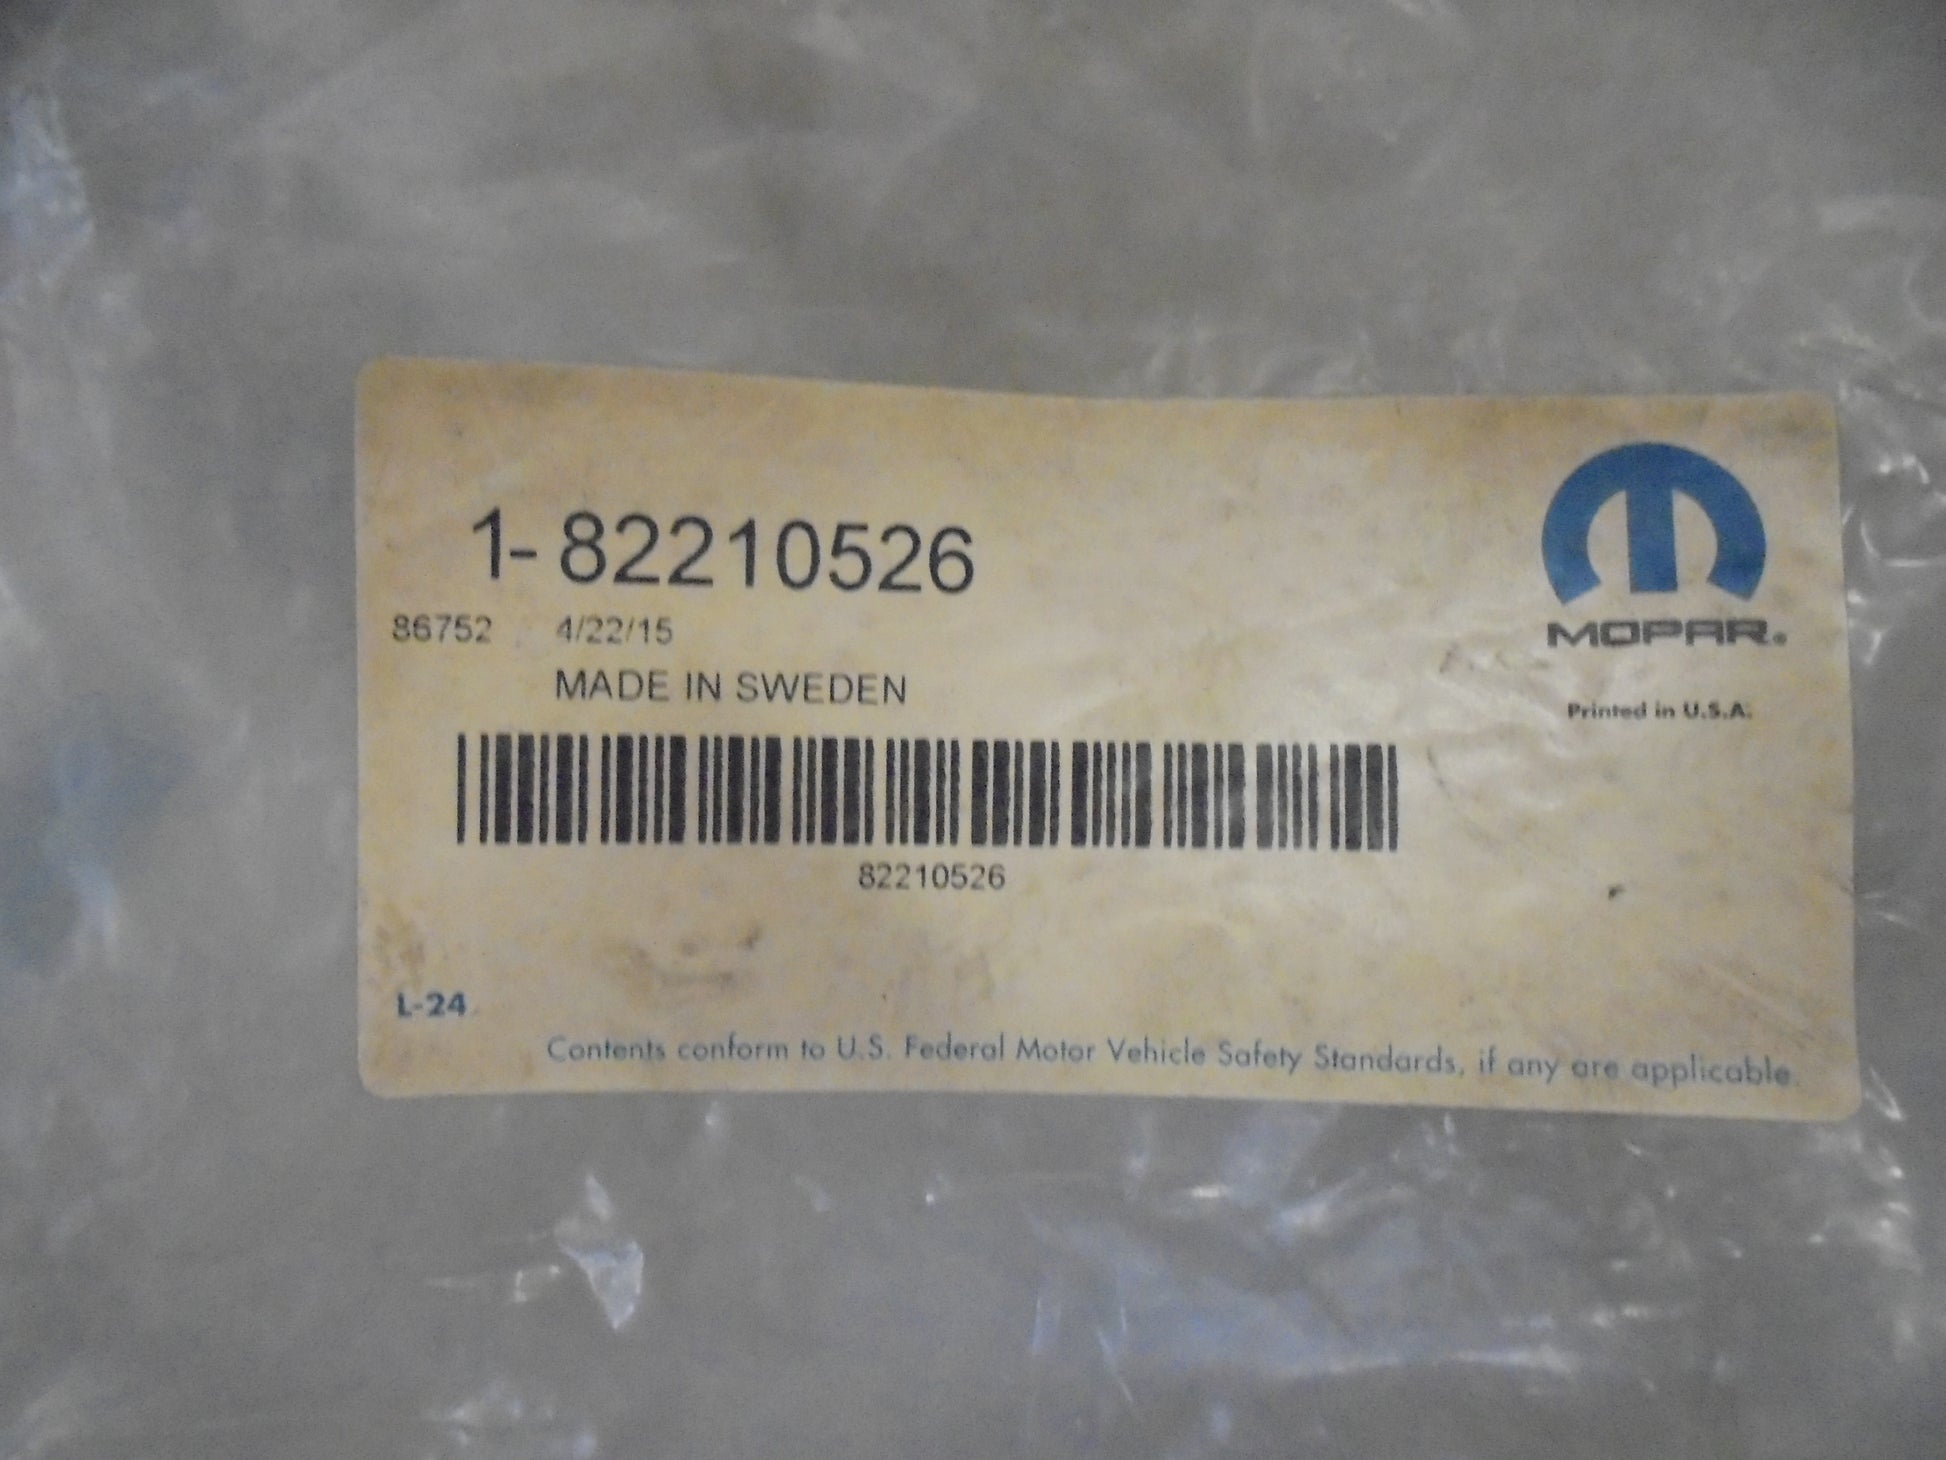 1-82210526
86752 4/22/15
MADE IN SWEDEN
82210526
MOPAR®
Printed in U.S.A.
L-24
Contents conform to U.S. Federal Motor Vehicle Safety Standards, if any are applicable.